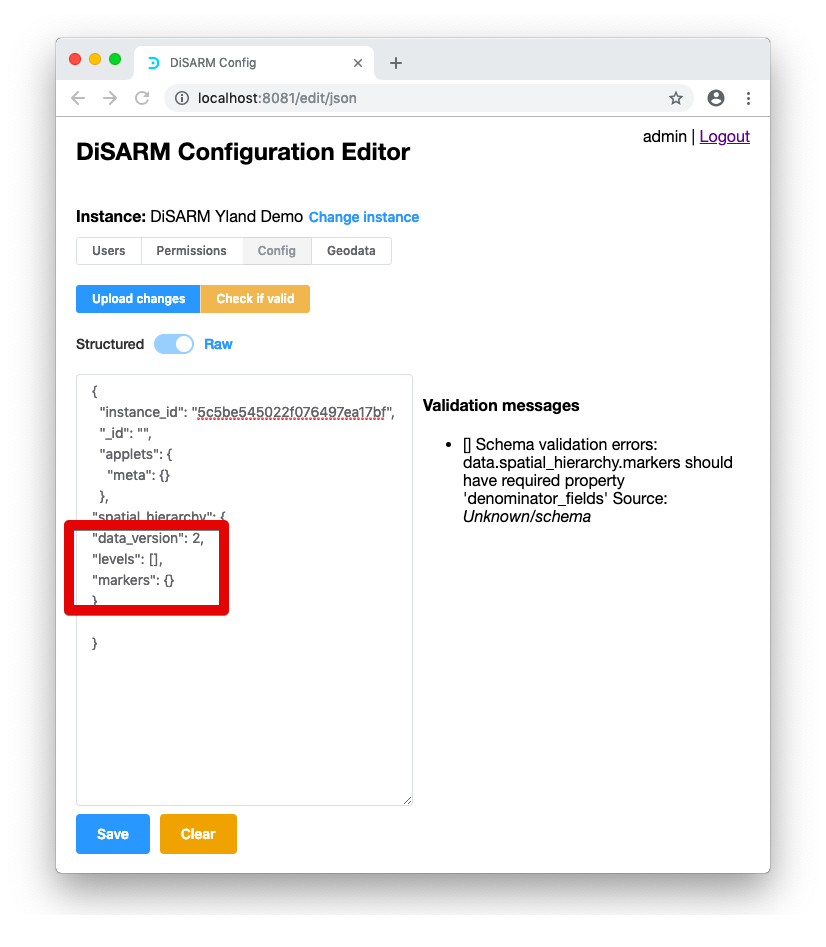 DiSARM Config
localhost:8081/edit/json
admin | Logout
DiSARM Configuration Editor
Instance: DiSARM Yland Demo Change instance
Users Permissions Config Geodata
Upload changes Check if valid
Structured Raw
{
"instance_id": "5c5be545022f076497ea17bf",
"_id": "",
"applets": {
"meta": {}
},
"spatial_hierarchy": {
"data_version": 2,
"levels": [],
"markers": {}
}
}
Validation messages
• [] Schema validation errors:
data.spatial_hierarchy.markers should
have required property
'denominator_fields' Source:
Unknown/schema
Save Clear